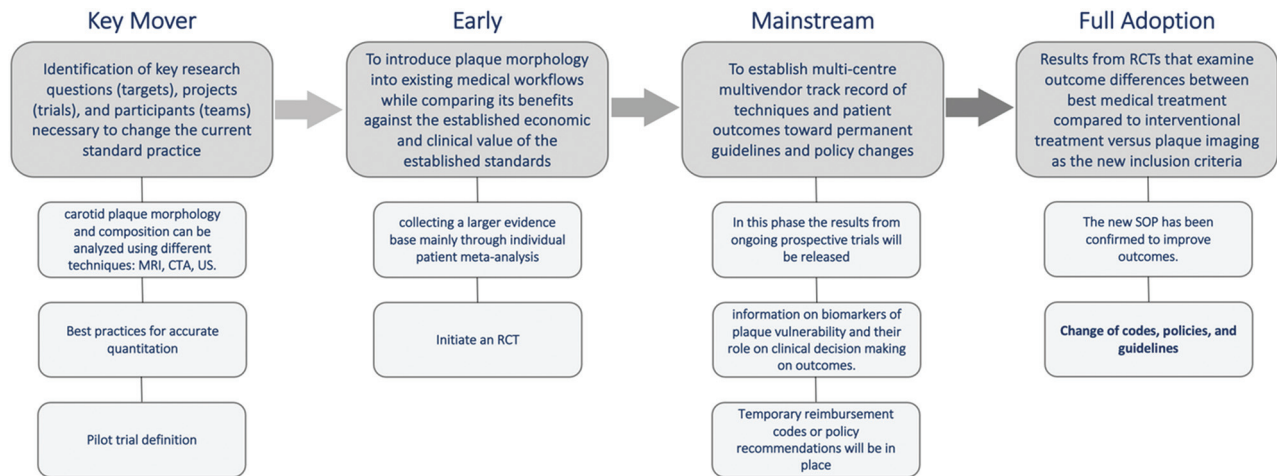 Key Mover
Early
Mainstream
Full Adoption
Identification of key research
questions (targets), projects
(trials), and participants (teams)
necessary to change the current
standard practice
To introduce plaque morphology
into existing medical workflows
while comparing its benefits
against the established economic
and clinical value of the
established standards
To establish multi-centre
multivendor track record of
techniques and patient
outcomes toward permanent
guidelines and policy changes
Results from RCTs that examine
outcome differences between
best medical treatment
compared to interventional
treatment versus plaque imaging
as the new inclusion criteria
carotid plaque morphology
and composition can be
analyzed using different
techniques: MRI, CTA, US.
collecting a larger evidence
base mainly through individual
patient meta-analysis
In this phase the results from
ongoing prospective trials will
be released
The new SOP has been
confirmed to improve
outcomes.
Best practices for accurate
quantitation
Initiate an RCT
information on biomarkers of
plaque vulnerability and their
role on clinical decision making
on outcomes.
Change of codes, policies, and
guidelines
Pilot trial definition
Temporary reimbursement
codes or policy
recommendations will be in
place